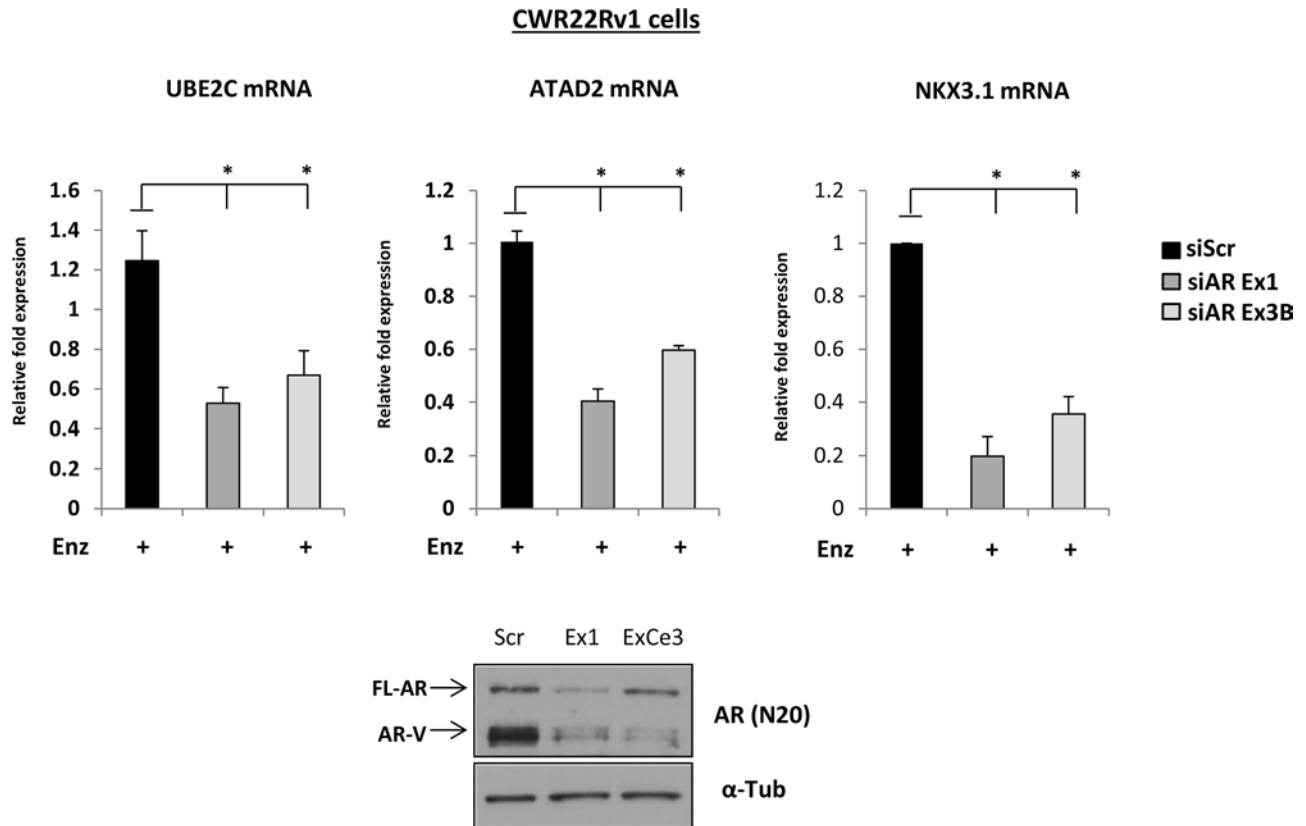 CWR22Rv1 cells
UBE2C mRNA
* *
Relative fold expression
1.6
1.4
1.2
1
0.8
0.6
0.4
0.2
0
Enz + + +
ATAD2 mRNA
* *
Relative fold expression
1.2
1
0.8
0.6
0.4
0.2
0
Enz + + +
NKX3.1 mRNA
* *
Relative fold expression
1.2
1
0.8
0.6
0.4
0.2
0
Enz + + +
siScr
siAR Ex1
siAR Ex3B
Scr Ex1 ExCe3
FL-AR
AR-V
AR (N20)
α-Tub